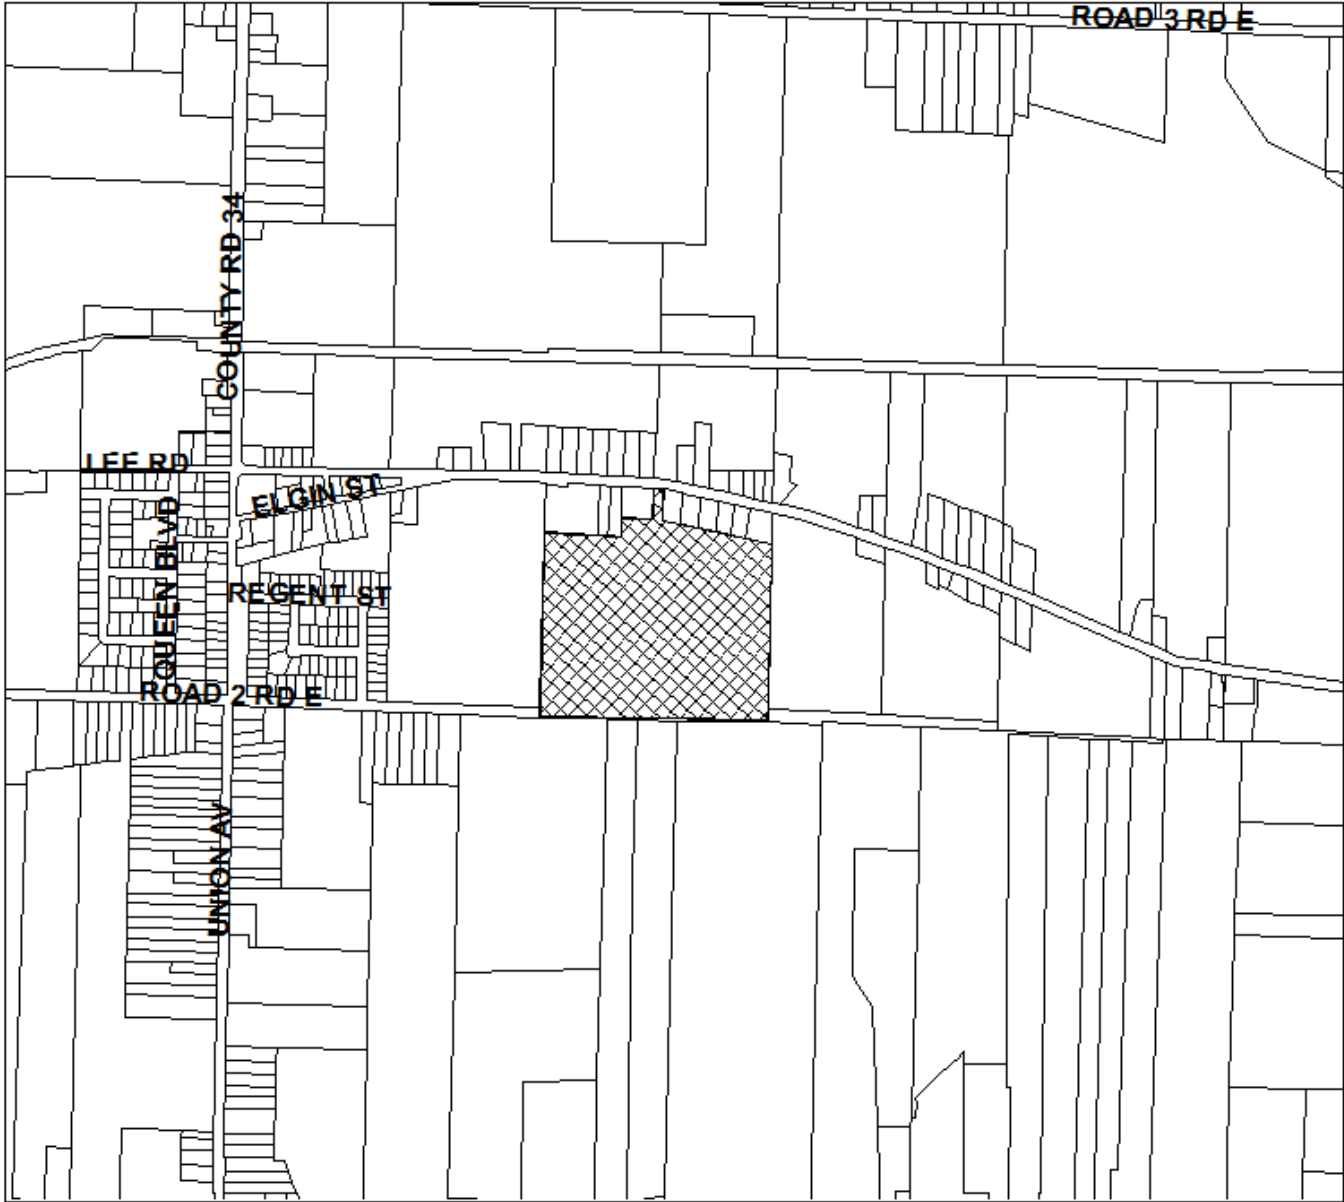 ROAD 3 RD E
COUNTY RD 34
LEE RD
ELGIN ST
QUEEN BLVD
REGENT ST
ROAD 2 RD E
UNION AV